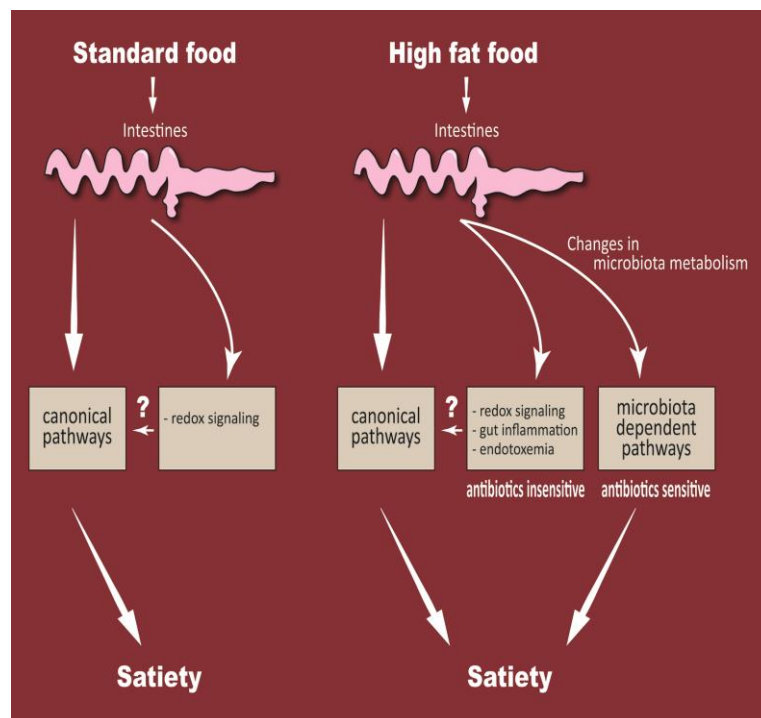 Standard food
Intestines
canonical
pathways
?
- redox signaling
Satiety
High fat food
Intestines
Changes in
microbiota metabolism
canonical
pathways
?
- redox signaling
- gut inflammation
- endotoxemia
antibiotics insensitive
microbiota
dependent
pathways
antibiotics sensitive
Satiety